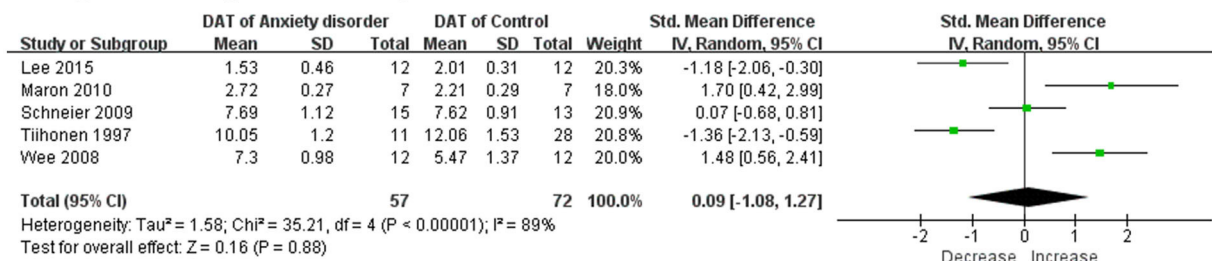 DAT of Anxiety disorder DAT of Control Std. Mean Difference Std. Mean Difference
Study or Subgroup Mean SD Total Mean SD Total Weight IV, Random, 95% CI IV, Random, 95% CI
Lee 2015 1.53 0.46 12 2.01 0.31 12 20.3% -1.18 [-2.06, -0.30]
Maron 2010 2.72 0.27 7 2.21 0.29 7 18.0% 1.70 [0.42, 2.99]
Schneier 2009 7.69 1.12 15 7.62 0.91 13 20.9% 0.07 [-0.68, 0.81]
Tiihonen 1997 10.05 1.2 11 12.06 1.53 28 20.8% -1.36 [-2.13, -0.59]
Wee 2008 7.3 0.98 12 5.47 1.37 12 20.0% 1.48 [0.56, 2.41]
Total (95% CI) 57 72 100.0% 0.09 [-1.08, 1.27]
Heterogeneity: Tau² = 1.58; Chi² = 35.21, df = 4 (P < 0.00001); I² = 89%
Test for overall effect: Z = 0.16 (P = 0.88)
-2 -1 0 1 2
Decrease Increase